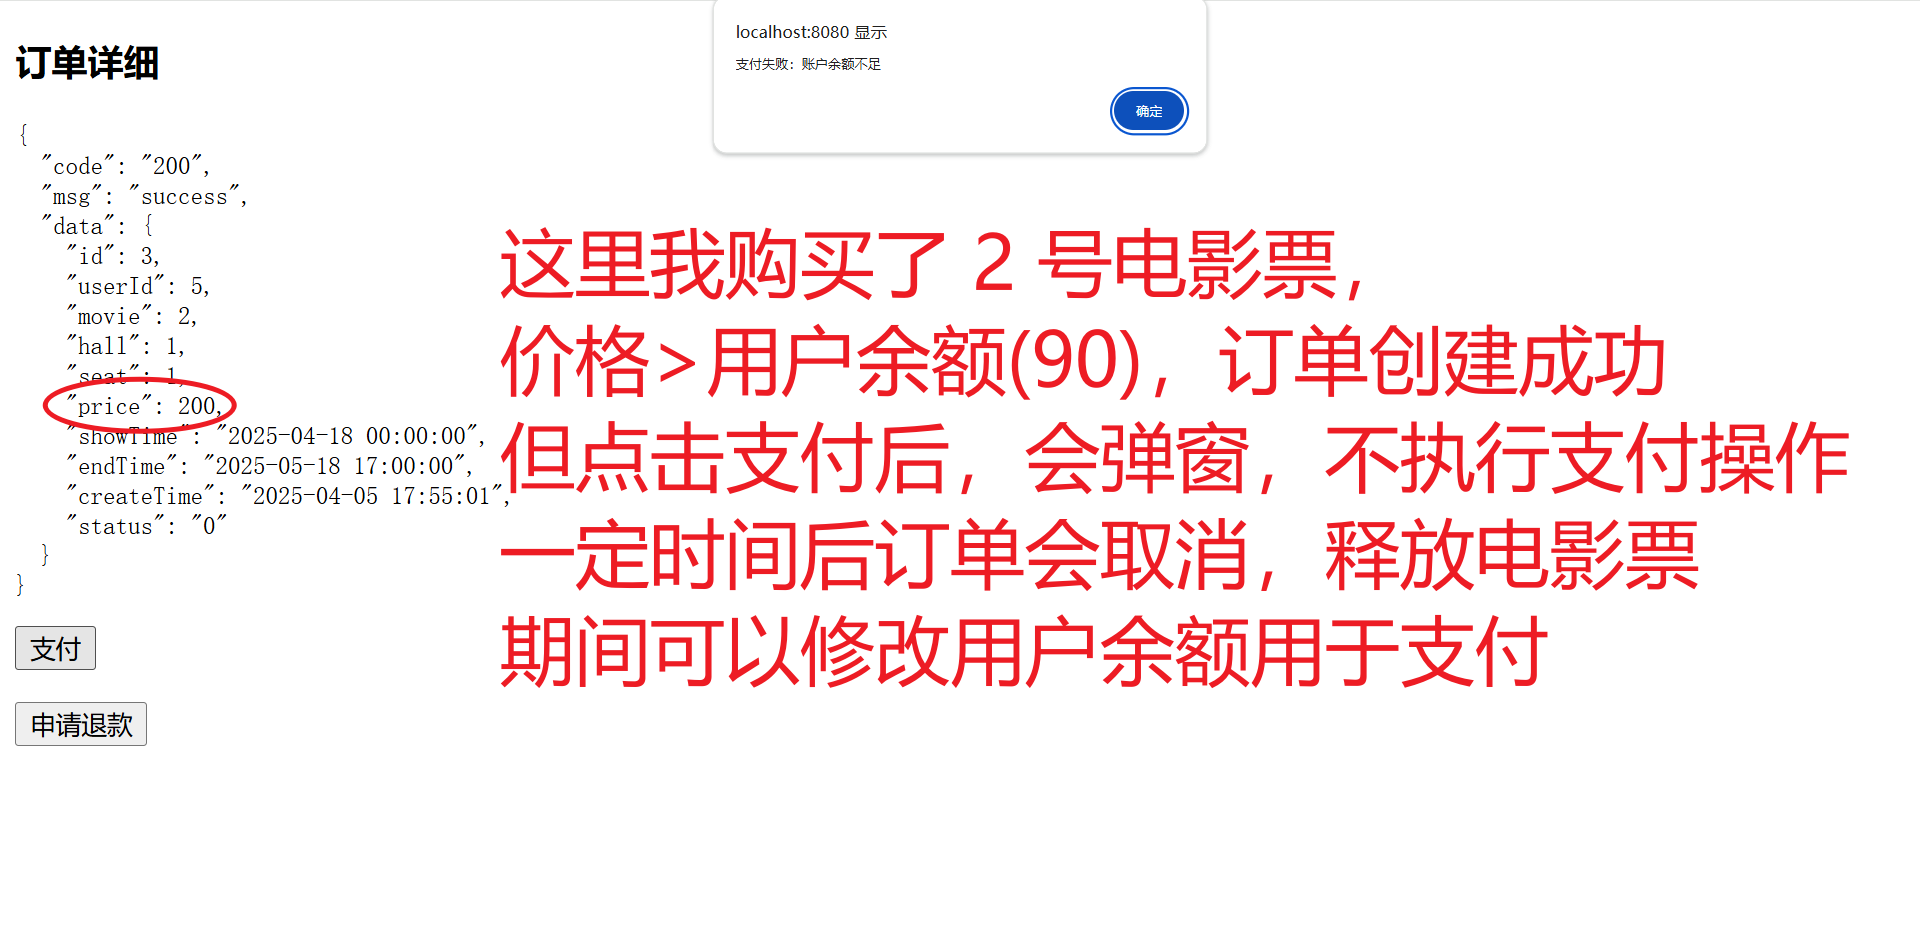 localhost:8080 显示
支付失败：账户余额不足
确定
订单详细
{
"code": "200",
"msg": "success",
"data": {
"id": 3,
"userId": 5,
"movie": 2,
"hall": 1,
"seat": 1,
"price": 200,
"showTime": "2025-04-18 00:00:00",
"endTime": "2025-05-18 17:00:00",
"createTime": "2025-04-05 17:55:01",
"status": "0"
}
}
支付
申请退款
这里我购买了 2 号电影票，
价格>用户余额(90)，订单创建成功
但点击支付后，会弹窗，不执行支付操作
一定时间后订单会取消，释放电影票
期间可以修改用户余额用于支付